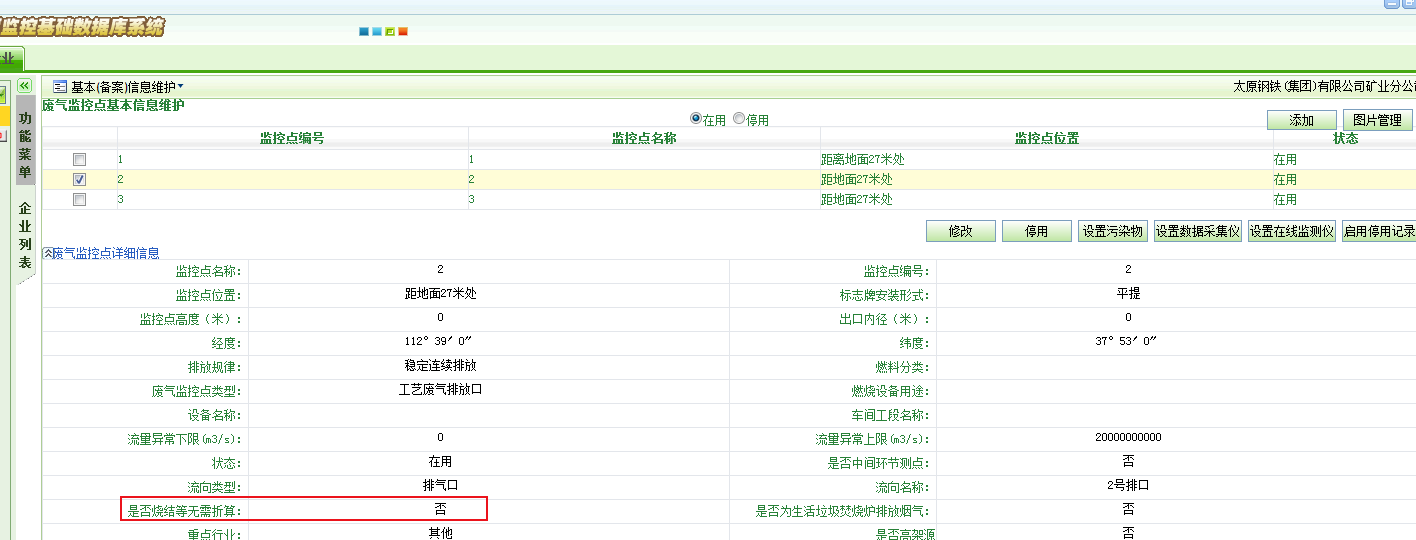 监控基础数据库系统
业
基本(备案)信息维护 太原钢铁(集团)有限公司矿业分公司
废气监控点基本信息维护
在用 停用 添加 图片管理
监控点编号 监控点名称 监控点位置 状态
1 1 距离地面27米处 在用
2 2 距地面27米处 在用
3 3 距地面27米处 在用
功能菜单
企业列表
修改 停用 设置污染物 设置数据采集仪 设置在线监测仪 启用停用记录
废气监控点详细信息
监控点名称: 2 监控点编号: 2
监控点位置: 距地面27米处 标志牌安装形式: 平提
监控点高度(米): 0 出口内径(米): 0
经度: 112° 39′ 0″ 纬度: 37° 53′ 0″
排放规律: 稳定连续排放 燃料分类:
废气监控点类型: 工艺废气排放口 燃烧设备用途:
设备名称: 车间工段名称:
流量异常下限(m3/s): 0 流量异常上限(m3/s): 20000000000
状态: 在用 是否中间环节测点: 否
流向类型: 排气口 流向名称: 2号排口
是否烧结等无需折算: 否 是否为生活垃圾焚烧炉排放烟气: 否
重点行业: 其他 是否高架源 否